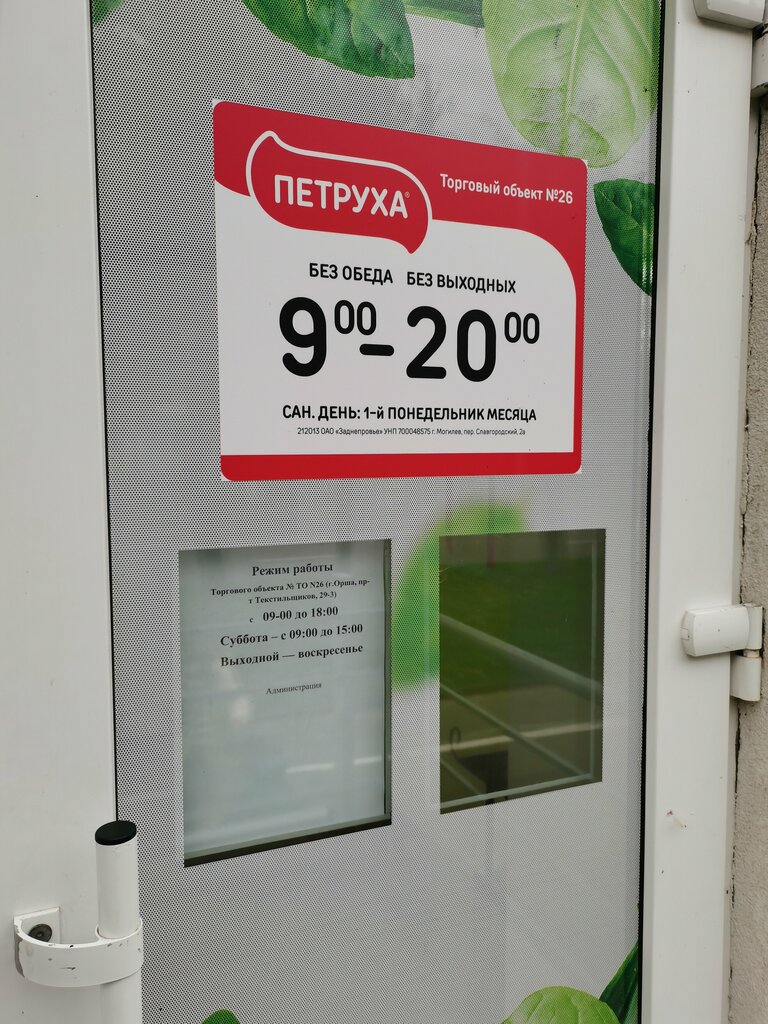 ПЕТРУХА®
Торговый объект №26
БЕЗ ОБЕДА БЕЗ ВЫХОДНЫХ
9⁰⁰-20⁰⁰
САН. ДЕНЬ: 1-й ПОНЕДЕЛЬНИК МЕСЯЦА
212013 ОАО «Заднепровье» УНП 700048575 г. Могилев, пер. Славгородский, 2а
Режим работы
Торгового объекта № ТО N26 (г.Орша, пр-
т Текстильщиков, 29-3)
с 09-00 до 18:00
Суббота – с 09:00 до 15:00
Выходной — воскресенье
Администрация